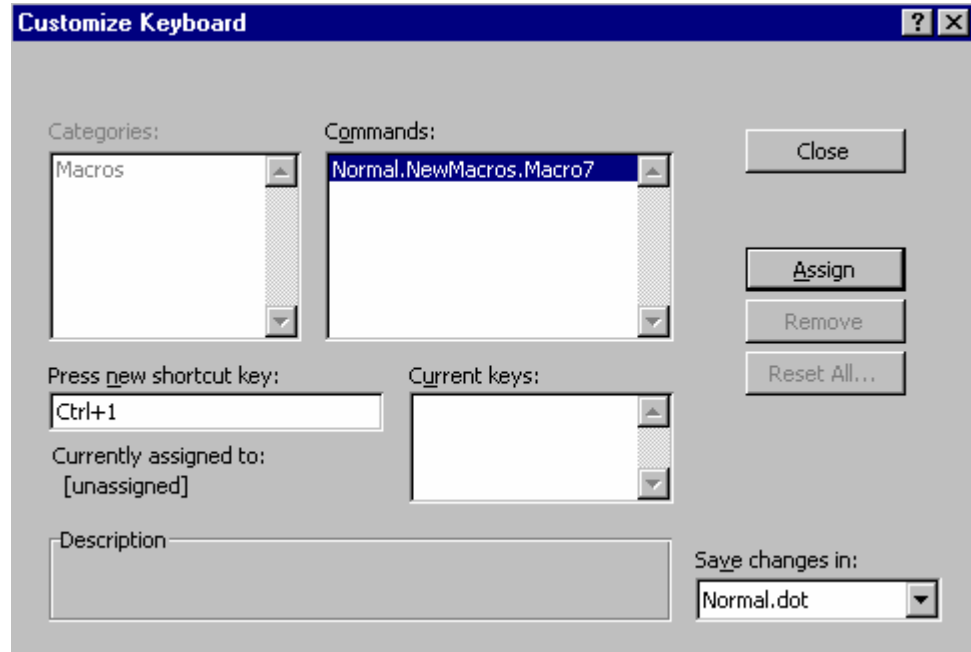 Customize Keyboard
Categories:
Commands:
Macros
Normal.NewMacros.Macro7
Close
Assign
Remove
Reset All...
Press new shortcut key:
Current keys:
Ctrl+1
Currently assigned to:
[unassigned]
Description
Save changes in:
Normal.dot